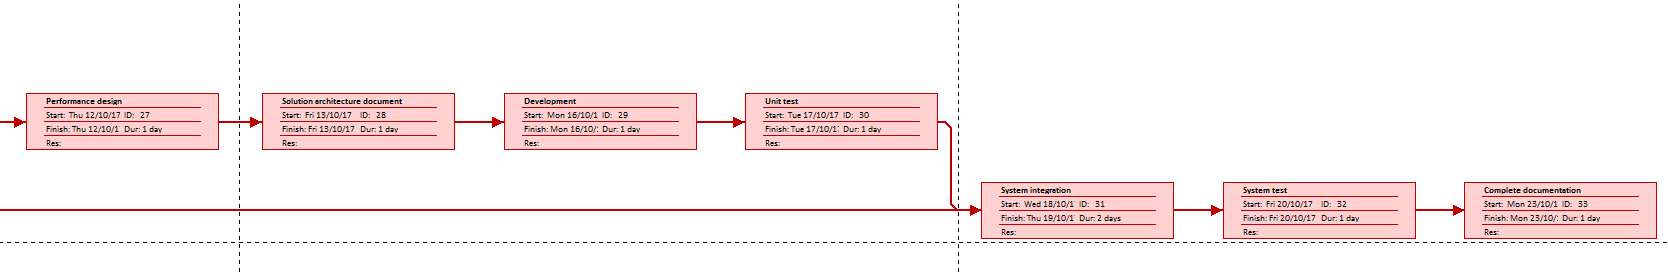 Performance design
Start: Thu 12/10/17 ID: 27
Finish: Thu 12/10/1 Dur: 1 day
Res:
Solution architecture document
Start: Fri 13/10/17 ID: 28
Finish: Fri 13/10/17 Dur: 1 day
Res:
Development
Start: Mon 16/10/1 ID: 29
Finish: Mon 16/10/: Dur: 1 day
Res:
Unit test
Start: Tue 17/10/17 ID: 30
Finish: Tue 17/10/1 Dur: 1 day
Res:
System integration
Start: Wed 18/10/1 ID: 31
Finish: Thu 19/10/1 Dur: 2 days
Res:
System test
Start: Fri 20/10/17 ID: 32
Finish: Fri 20/10/17 Dur: 1 day
Res:
Complete documentation
Start: Mon 23/10/1 ID: 33
Finish: Mon 23/10/: Dur: 1 day
Res: